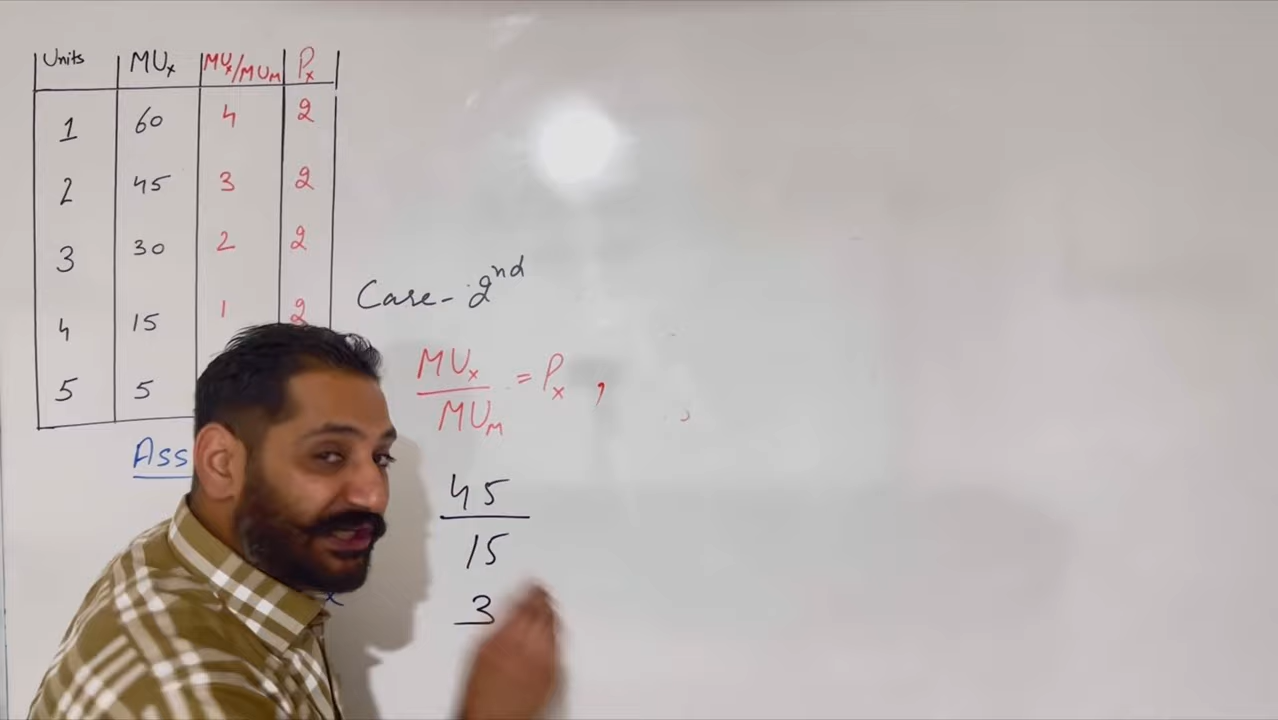 Units MUx MUx/MUM Px
1 60 4 2
2 45 3 2
3 30 2 2
4 15 1 2
5 5
Ass
Case - 2nd
MUx
= Px ,
MUM
45
15
3